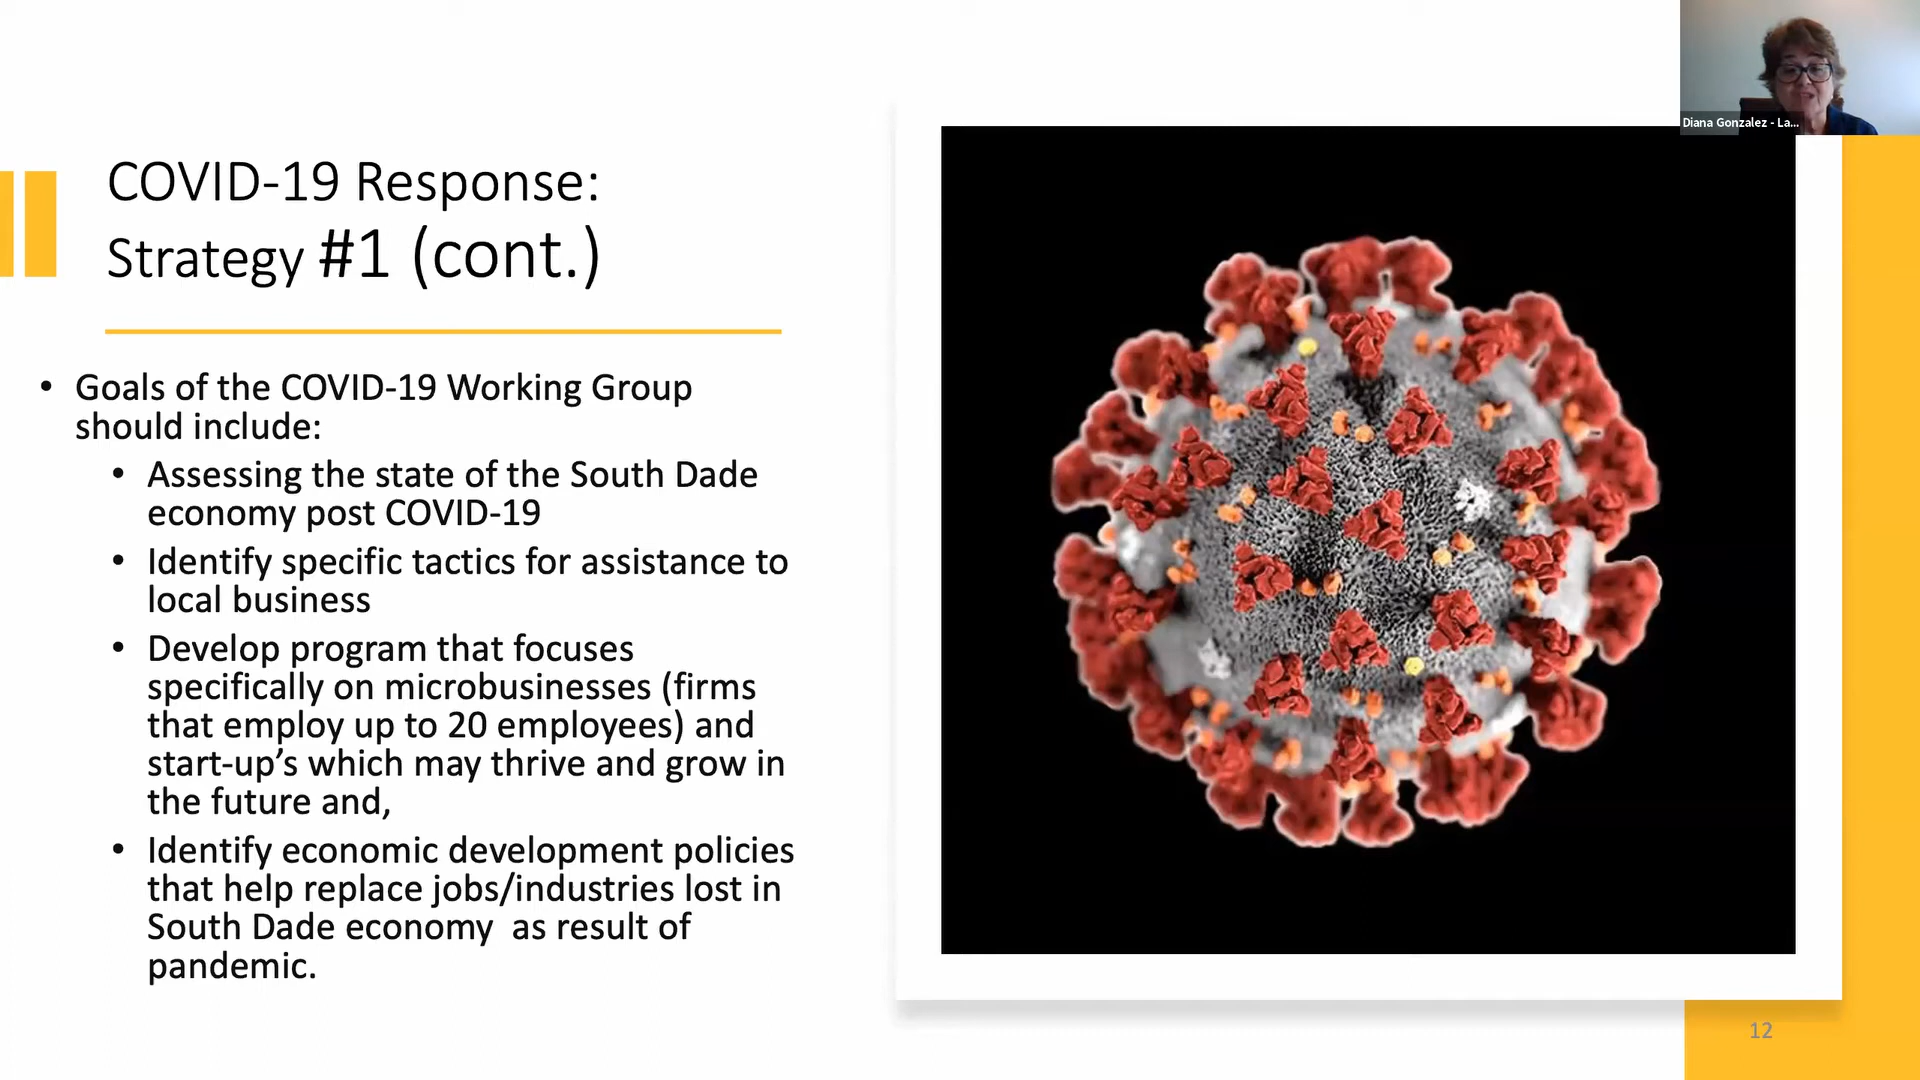 Diana Gonzalez - La...
COVID-19 Response:
Strategy #1 (cont.)
• Goals of the COVID-19 Working Group
should include:
• Assessing the state of the South Dade
economy post COVID-19
• Identify specific tactics for assistance to
local business
• Develop program that focuses
specifically on microbusinesses (firms
that employ up to 20 employees) and
start-up’s which may thrive and grow in
the future and,
• Identify economic development policies
that help replace jobs/industries lost in
South Dade economy  as result of
pandemic.
12